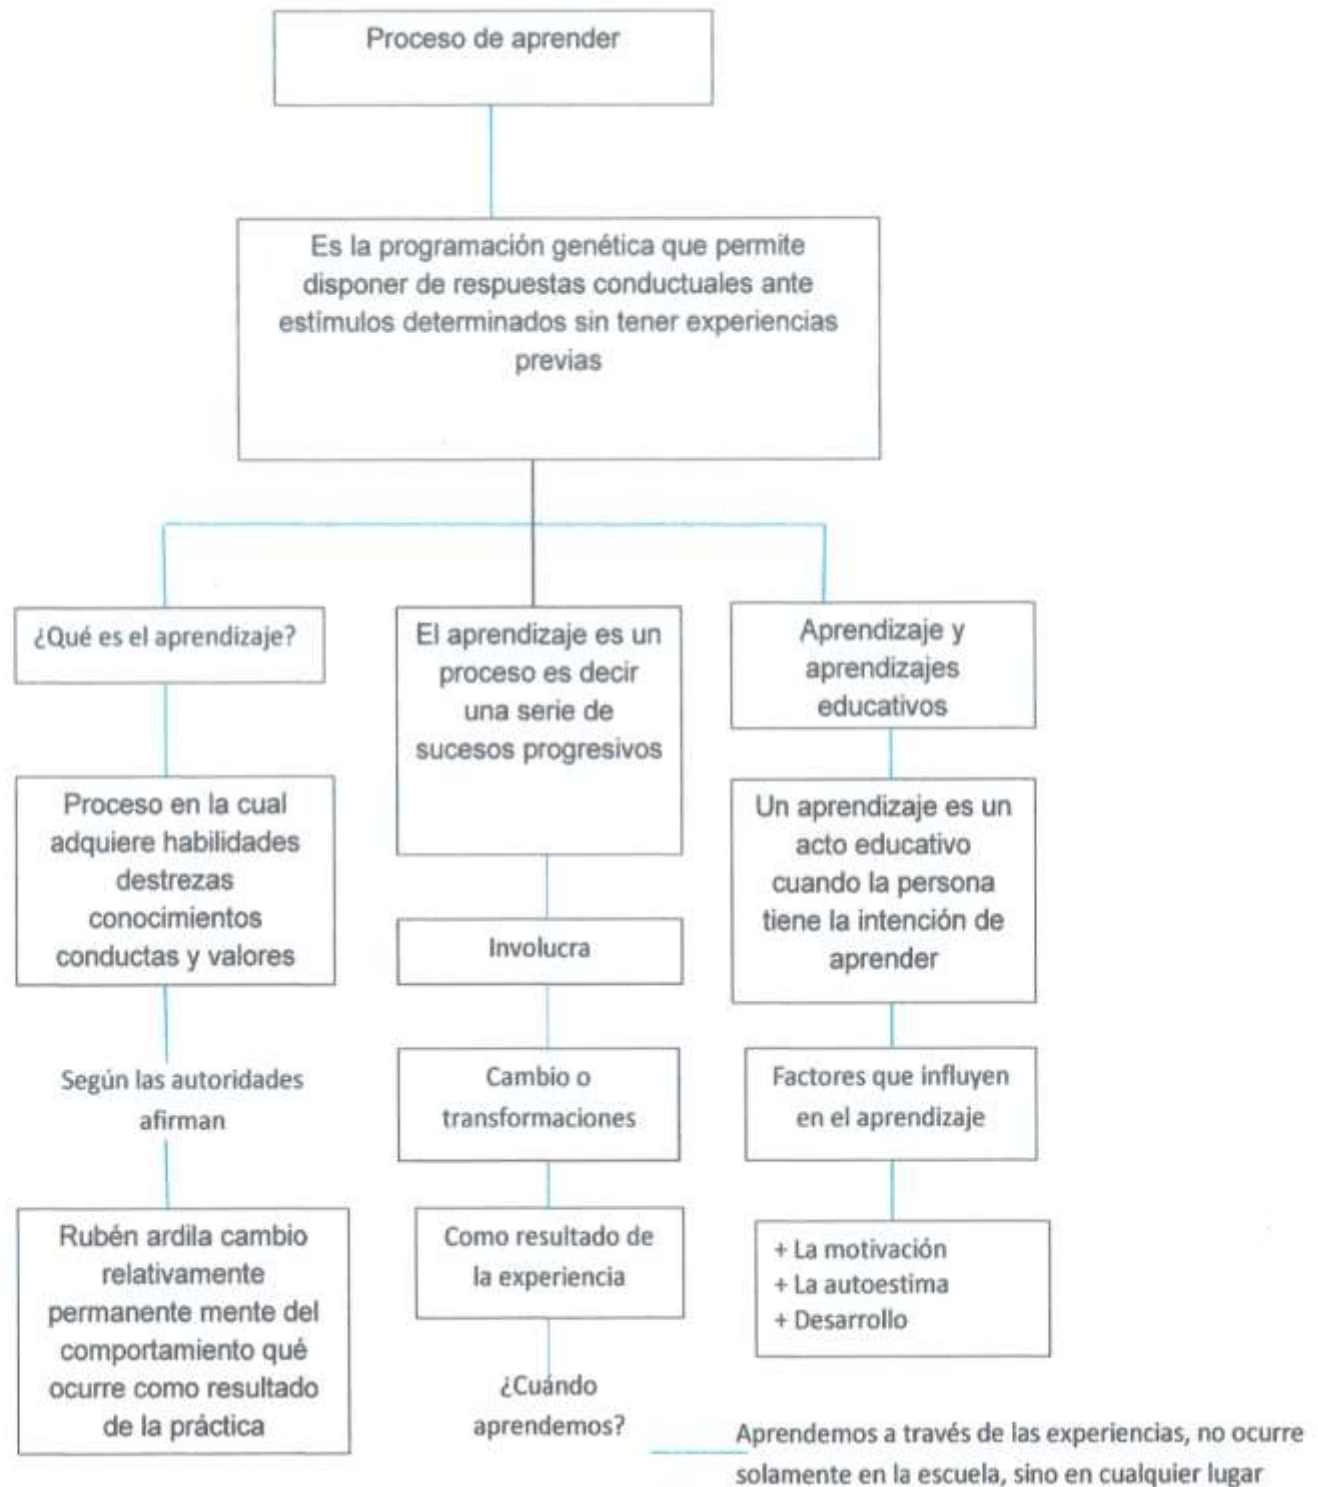 Proceso de aprender
Es la programación genética que permite
disponer de respuestas conductuales ante
estímulos determinados sin tener experiencias
previas
¿Qué es el aprendizaje?
Proceso en la cual
adquiere habilidades
destrezas
conocimientos
conductas y valores
Según las autoridades
afirman
Rubén ardila cambio
relativamente
permanente mente del
comportamiento qué
ocurre como resultado
de la práctica
El aprendizaje es un
proceso es decir
una serie de
sucesos progresivos
Involucra
Cambio o
transformaciones
Como resultado de
la experiencia
¿Cuándo
aprendemos?
Aprendemos a través de las experiencias, no ocurre
solamente en la escuela, sino en cualquier lugar
Aprendizaje y
aprendizajes
educativos
Un aprendizaje es un
acto educativo
cuando la persona
tiene la intención de
aprender
Factores que influyen
en el aprendizaje
+ La motivación
+ La autoestima
+ Desarrollo